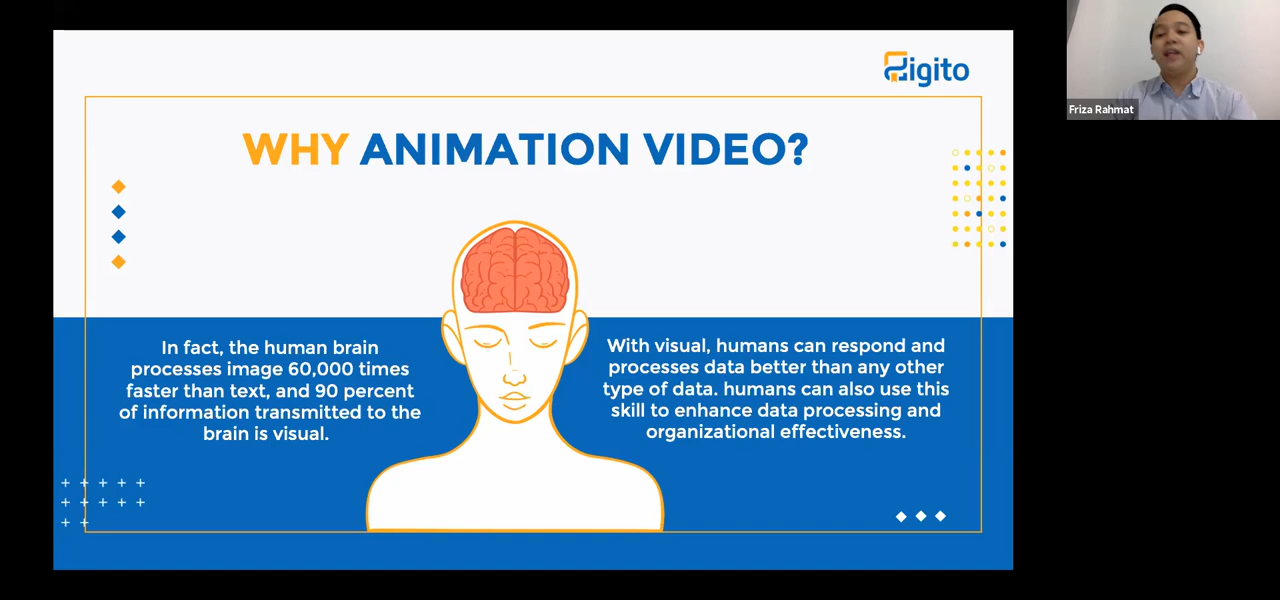 Digito
WHY ANIMATION VIDEO?
In fact, the human brain
processes image 60,000 times
faster than text, and 90 percent
of information transmitted to the
brain is visual.
With visual, humans can respond and
processes data better than any other
type of data. humans can also use this
skill to enhance data processing and
organizational effectiveness.
Friza Rahmat